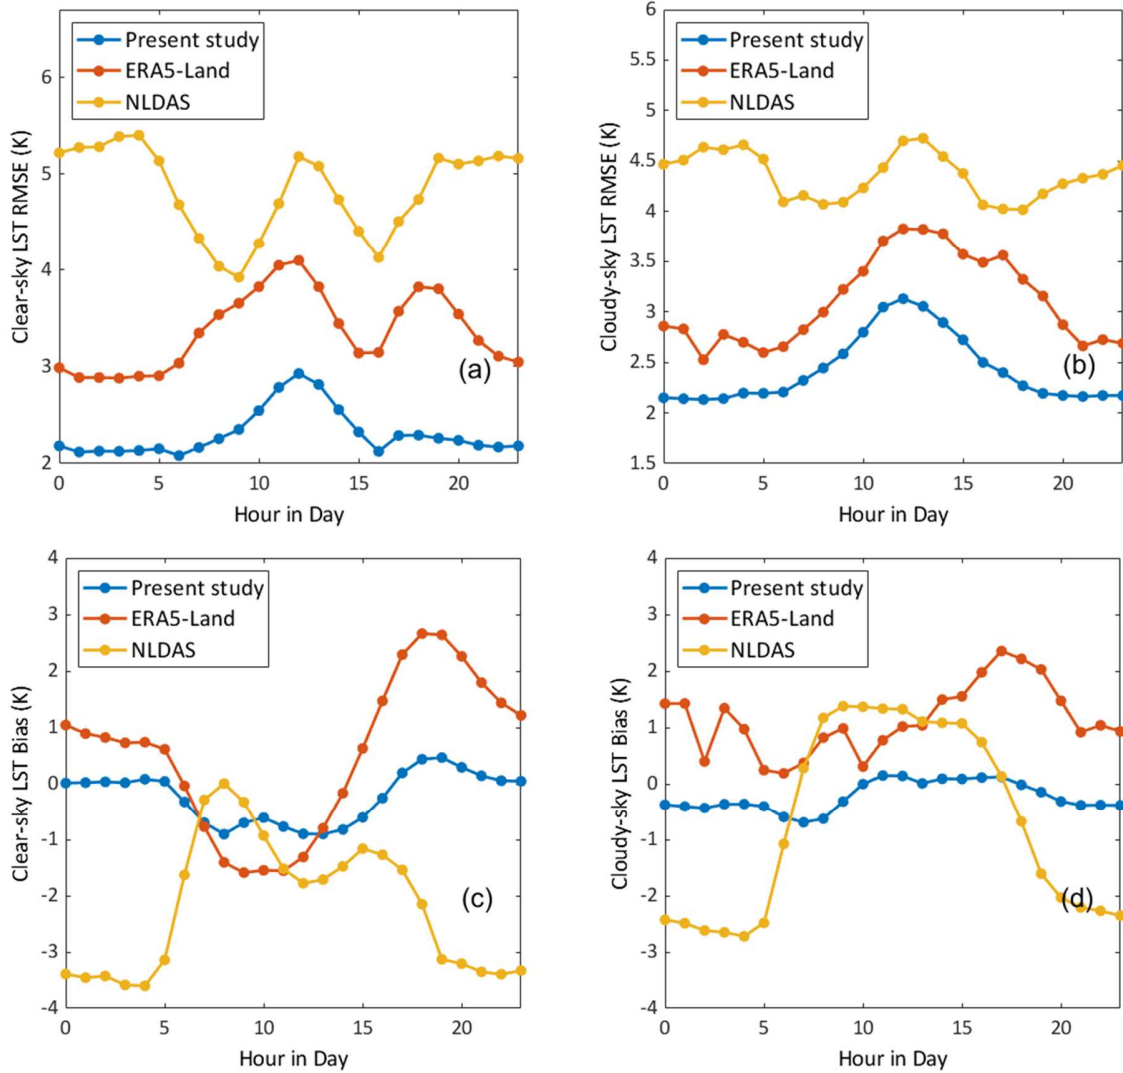 Present study
ERA5-Land
NLDAS
Clear-sky LST RMSE (K)
6
5
4
3
2
0
5
10
15
20
Hour in Day
(a)
Present study
ERA5-Land
NLDAS
Cloudy-sky LST RMSE (K)
6
5.5
5
4.5
4
3.5
3
2.5
2
1.5
0
5
10
15
20
Hour in Day
(b)
Present study
ERA5-Land
NLDAS
Clear-sky LST Bias (K)
4
3
2
1
0
-1
-2
-3
-4
0
5
10
15
20
Hour in Day
(c)
Present study
ERA5-Land
NLDAS
Cloudy-sky LST Bias (K)
4
3
2
1
0
-1
-2
-3
-4
0
5
10
15
20
Hour in Day
(d)